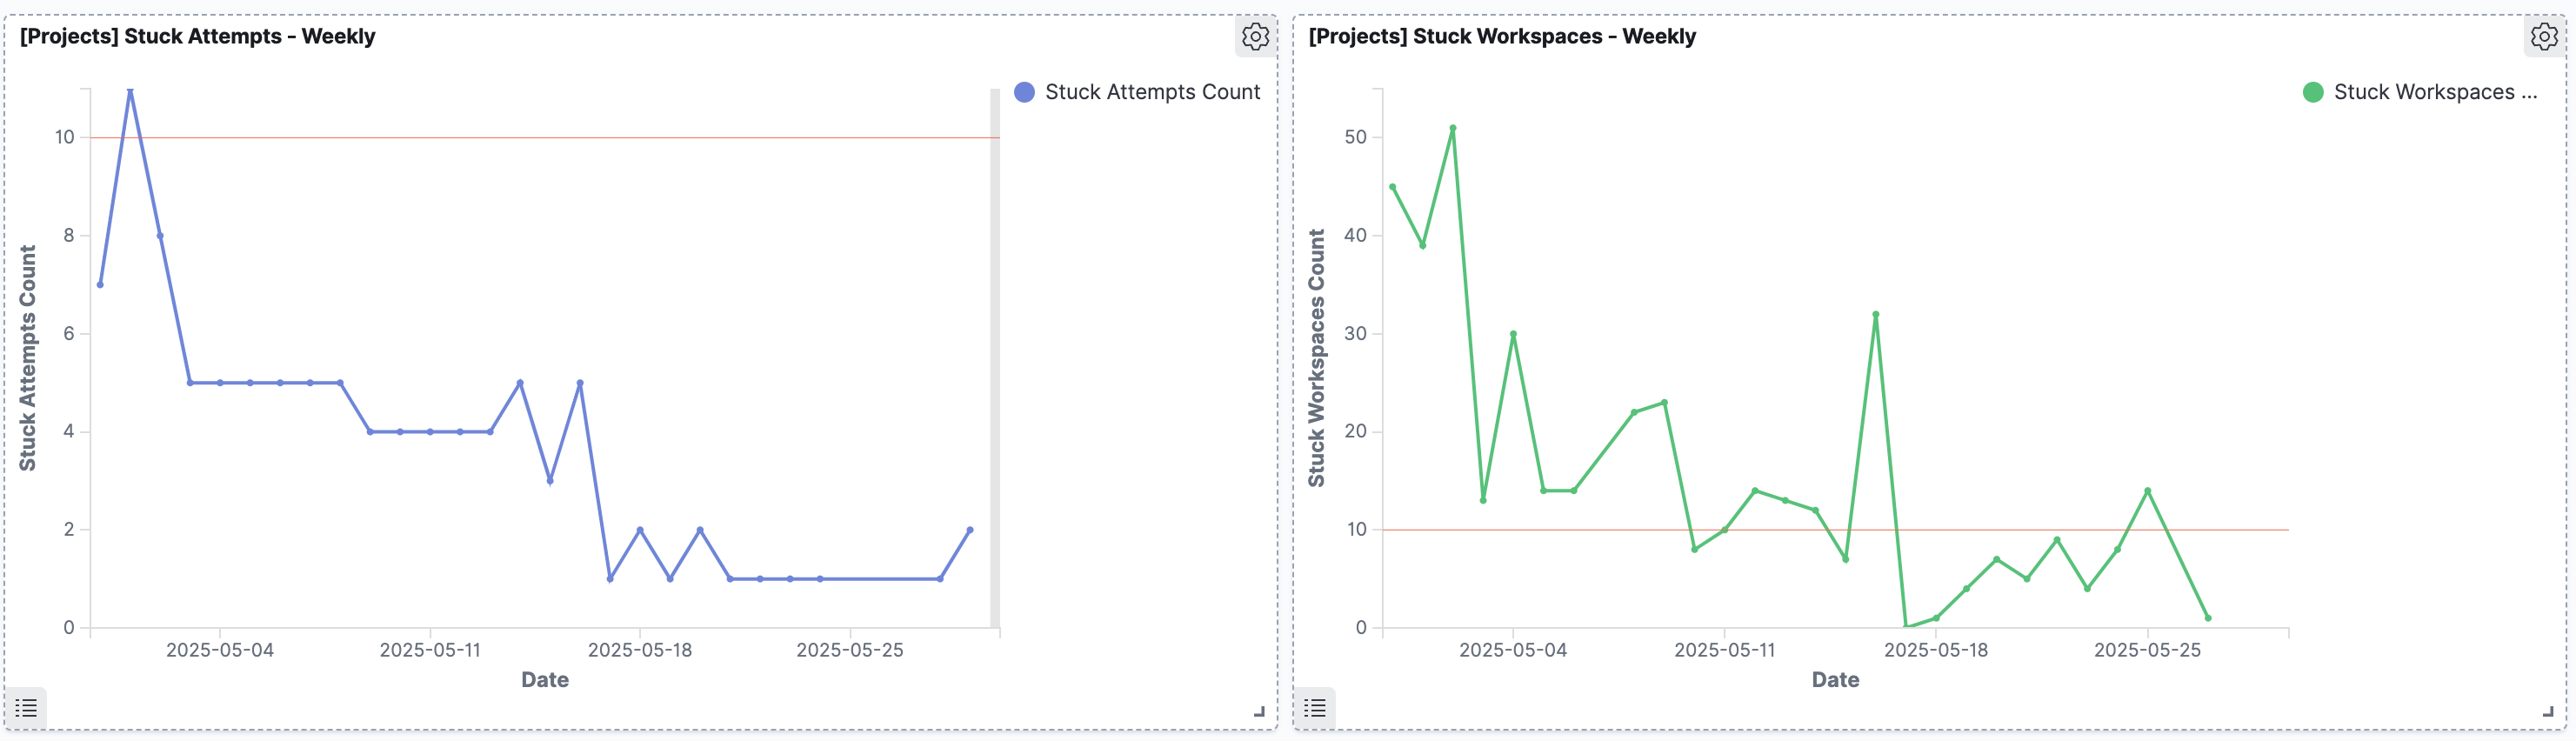 [Projects] Stuck Attempts - Weekly
Stuck Attempts Count
10
8
6
4
2
0
Stuck Attempts Count
2025-05-04
2025-05-11
2025-05-18
2025-05-25
Date
[Projects] Stuck Workspaces - Weekly
Stuck Workspaces ...
50
40
30
20
10
0
Stuck Workspaces Count
2025-05-04
2025-05-11
2025-05-18
2025-05-25
Date